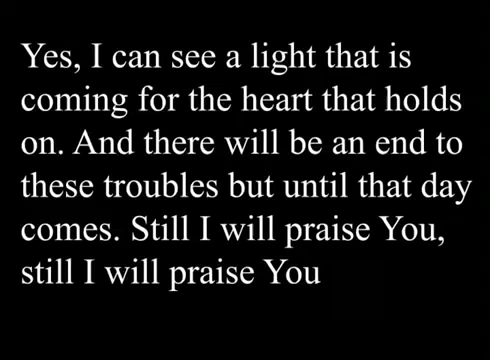 Yes, I can see a light that is
coming for the heart that holds
on. And there will be an end to
these troubles but until that day
comes. Still I will praise You,
still I will praise You